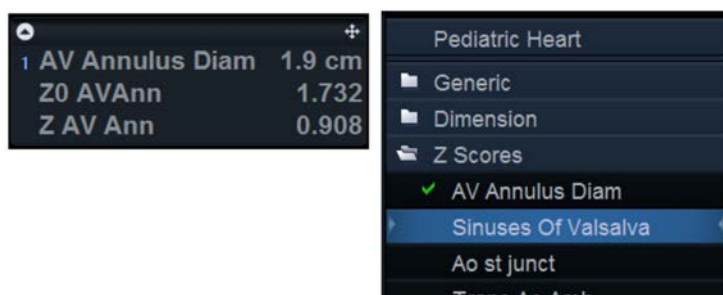 1 AV Annulus Diam 1.9 cm
Z0 AVAnn 1.732
Z AV Ann 0.908
Pediatric Heart
Generic
Dimension
Z Scores
AV Annulus Diam
Sinuses Of Valsalva
Ao st junct